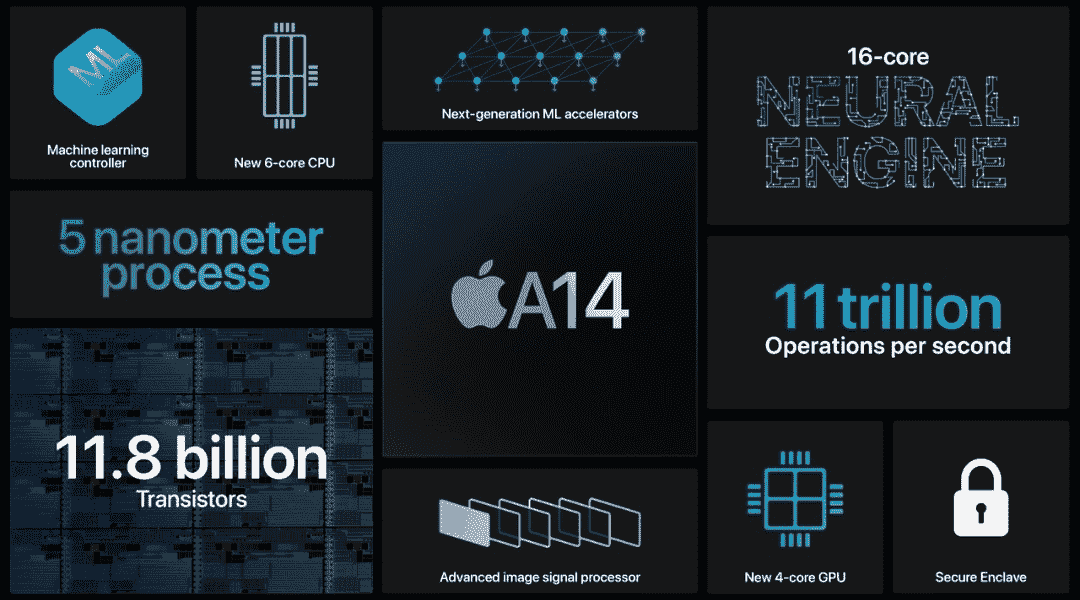 ML
Machine learning
controller
New 6-core CPU
Next-generation ML accelerators
16-core
NEURAL
ENGINE
5 nanometer
process
A14
11 trillion
Operations per second
11.8 billion
Transistors
Advanced image signal processor
New 4-core GPU
Secure Enclave